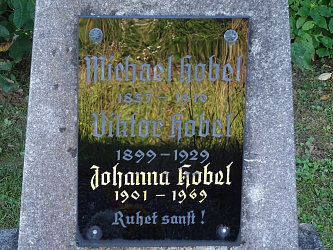 Michael Hobel
Viktor Hobel
1899-1929
Johanna Hobel
1901-1969
Ruhet sanft!